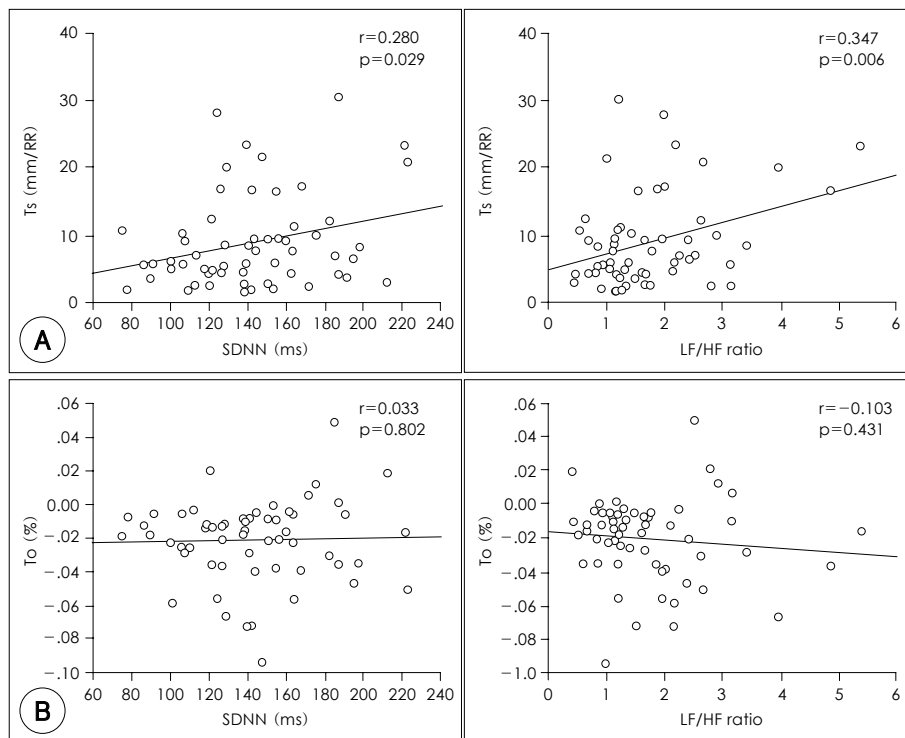 40
30
20
10
0
Ts (mm/RR)
r=0.280
p=0.029
60 80 100 120 140 160 180 200 220 240
SDNN (ms)
A
40
30
20
10
0
Ts (mm/RR)
r=0.347
p=0.006
0 1 2 3 4 5 6
LF/HF ratio
.06
.04
.02
0.00
−.02
−.04
−.06
−.08
−.10
To (%)
r=0.033
p=0.802
60 80 100 120 140 160 180 200 220 240
SDNN (ms)
B
.06
.04
.02
0.00
−.02
−.04
−.06
−.08
−1.0
To (%)
r=−0.103
p=0.431
0 1 2 3 4 5 6
LF/HF ratio